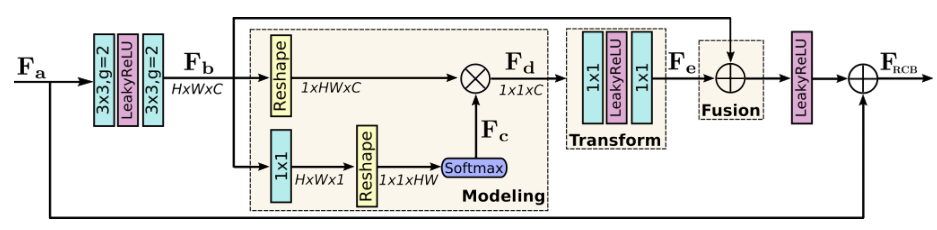 Fa
3x3,g=2
LeakyReLU
3x3,g=2
Fb
HxWxC
Reshape
1xHWxC
Fd
1x1xC
1x1
HxWx1
Reshape
1x1xHW
Softmax
Fc
Modeling
1x1
LeakyReLU
1x1
Transform
Fe
Fusion
LeakyReLU
FRCB